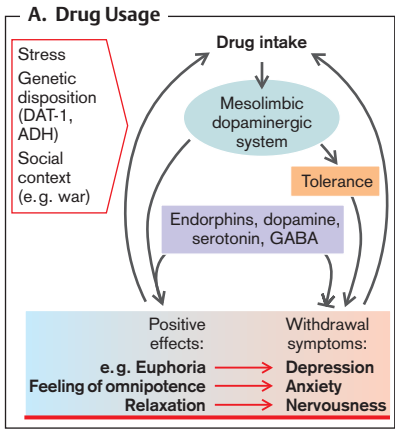 A. Drug Usage
Stress
Genetic
disposition
(DAT-1,
ADH)
Social
context
(e.g. war)
Drug intake
Mesolimbic
dopaminergic
system
Tolerance
Endorphins, dopamine,
serotonin, GABA
Positive
effects:
Withdrawal
symptoms:
e.g. Euphoria Depression
Feeling of omnipotence Anxiety
Relaxation Nervousness